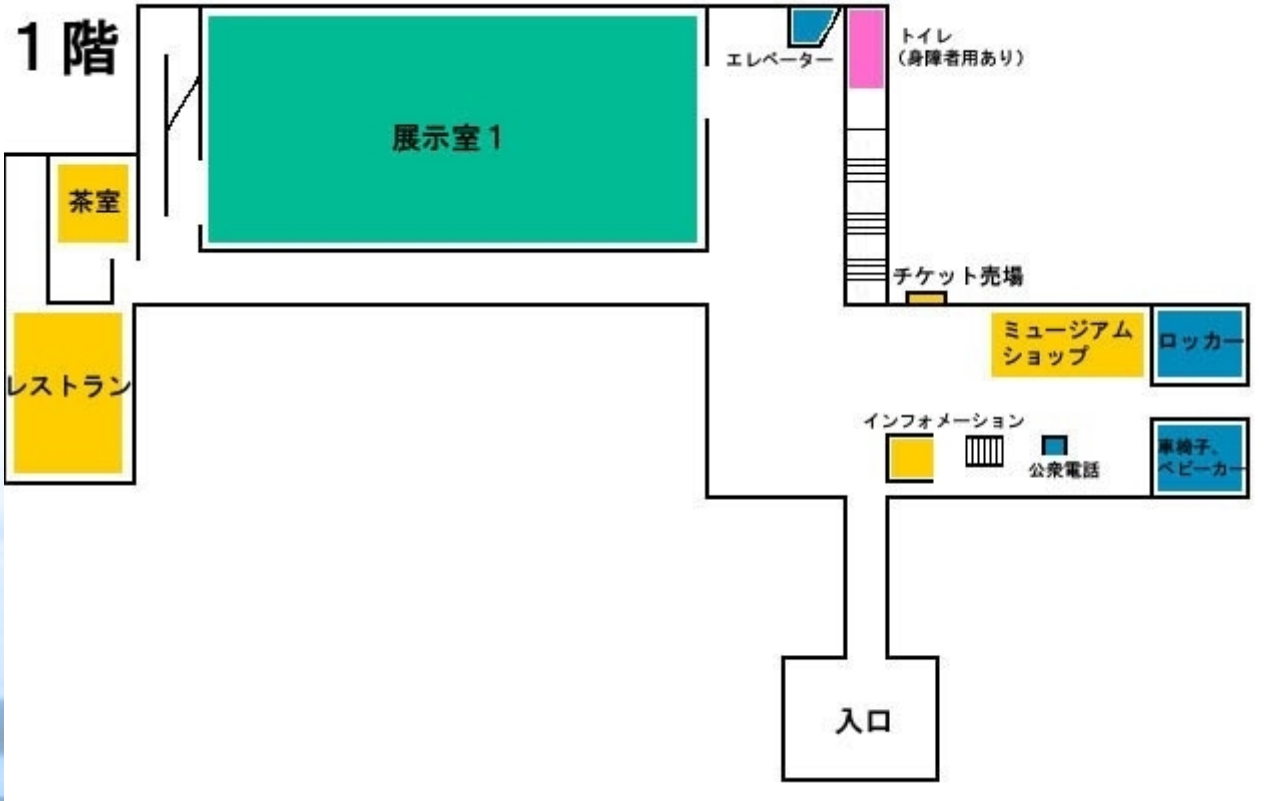 1階
トイレ
(身障者用あり)
エレベーター
展示室1
茶室
チケット売場
ミュージアム
ショップ
ロッカー
レストラン
インフォメーション
車椅子、
ベビーカー
公衆電話
入口